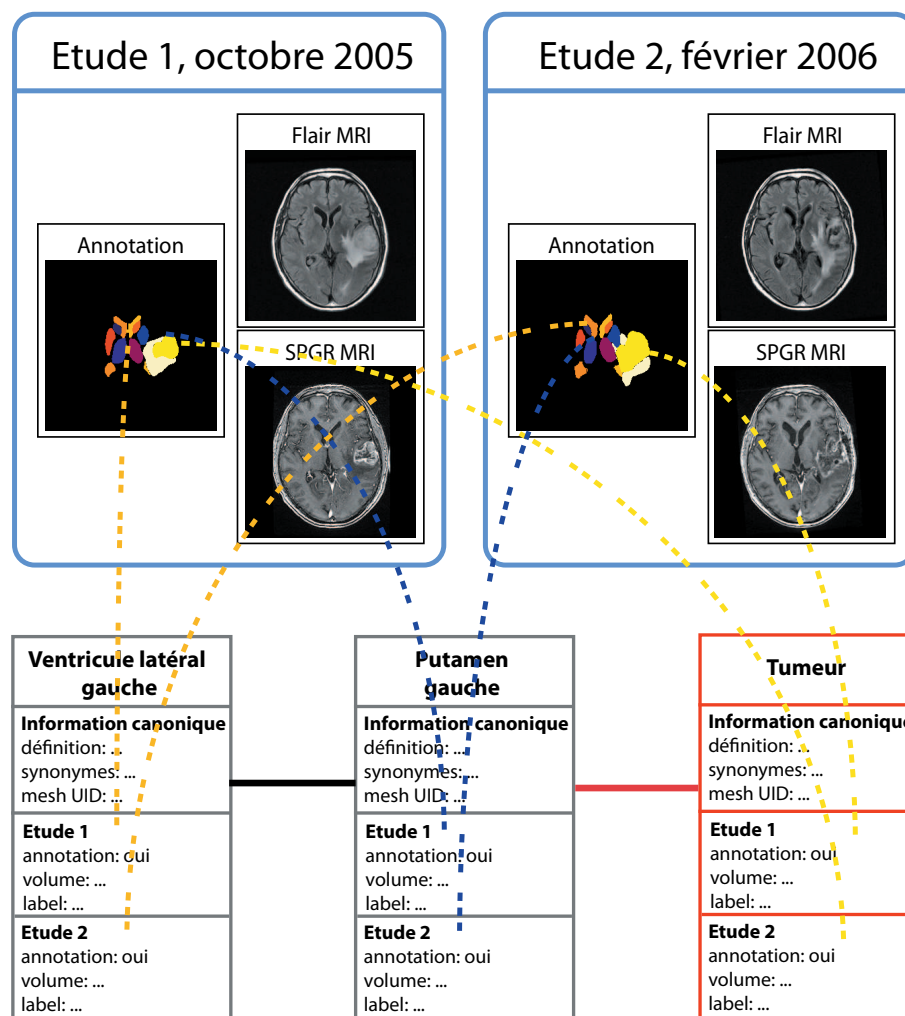 Etude 1, octobre 2005
Flair MRI
Annotation
SPGR MRI
Etude 2, février 2006
Flair MRI
Annotation
SPGR MRI
Ventricule latéral
gauche
Information canonique
définition: ...
synonymes: ...
mesh UID: ...
Etude 1
annotation: oui
volume: ...
label: ...
Etude 2
annotation: oui
volume: ...
label: ...
Putamen
gauche
Information canonique
définition: ...
synonymes: ...
mesh UID: ...
Etude 1
annotation: oui
volume: ...
label: ...
Etude 2
annotation: oui
volume: ...
label: ...
Tumeur
Information canonique
définition: ...
synonymes: ...
mesh UID: ...
Etude 1
annotation: oui
volume: ...
label: ...
Etude 2
annotation: oui
volume: ...
label: ...